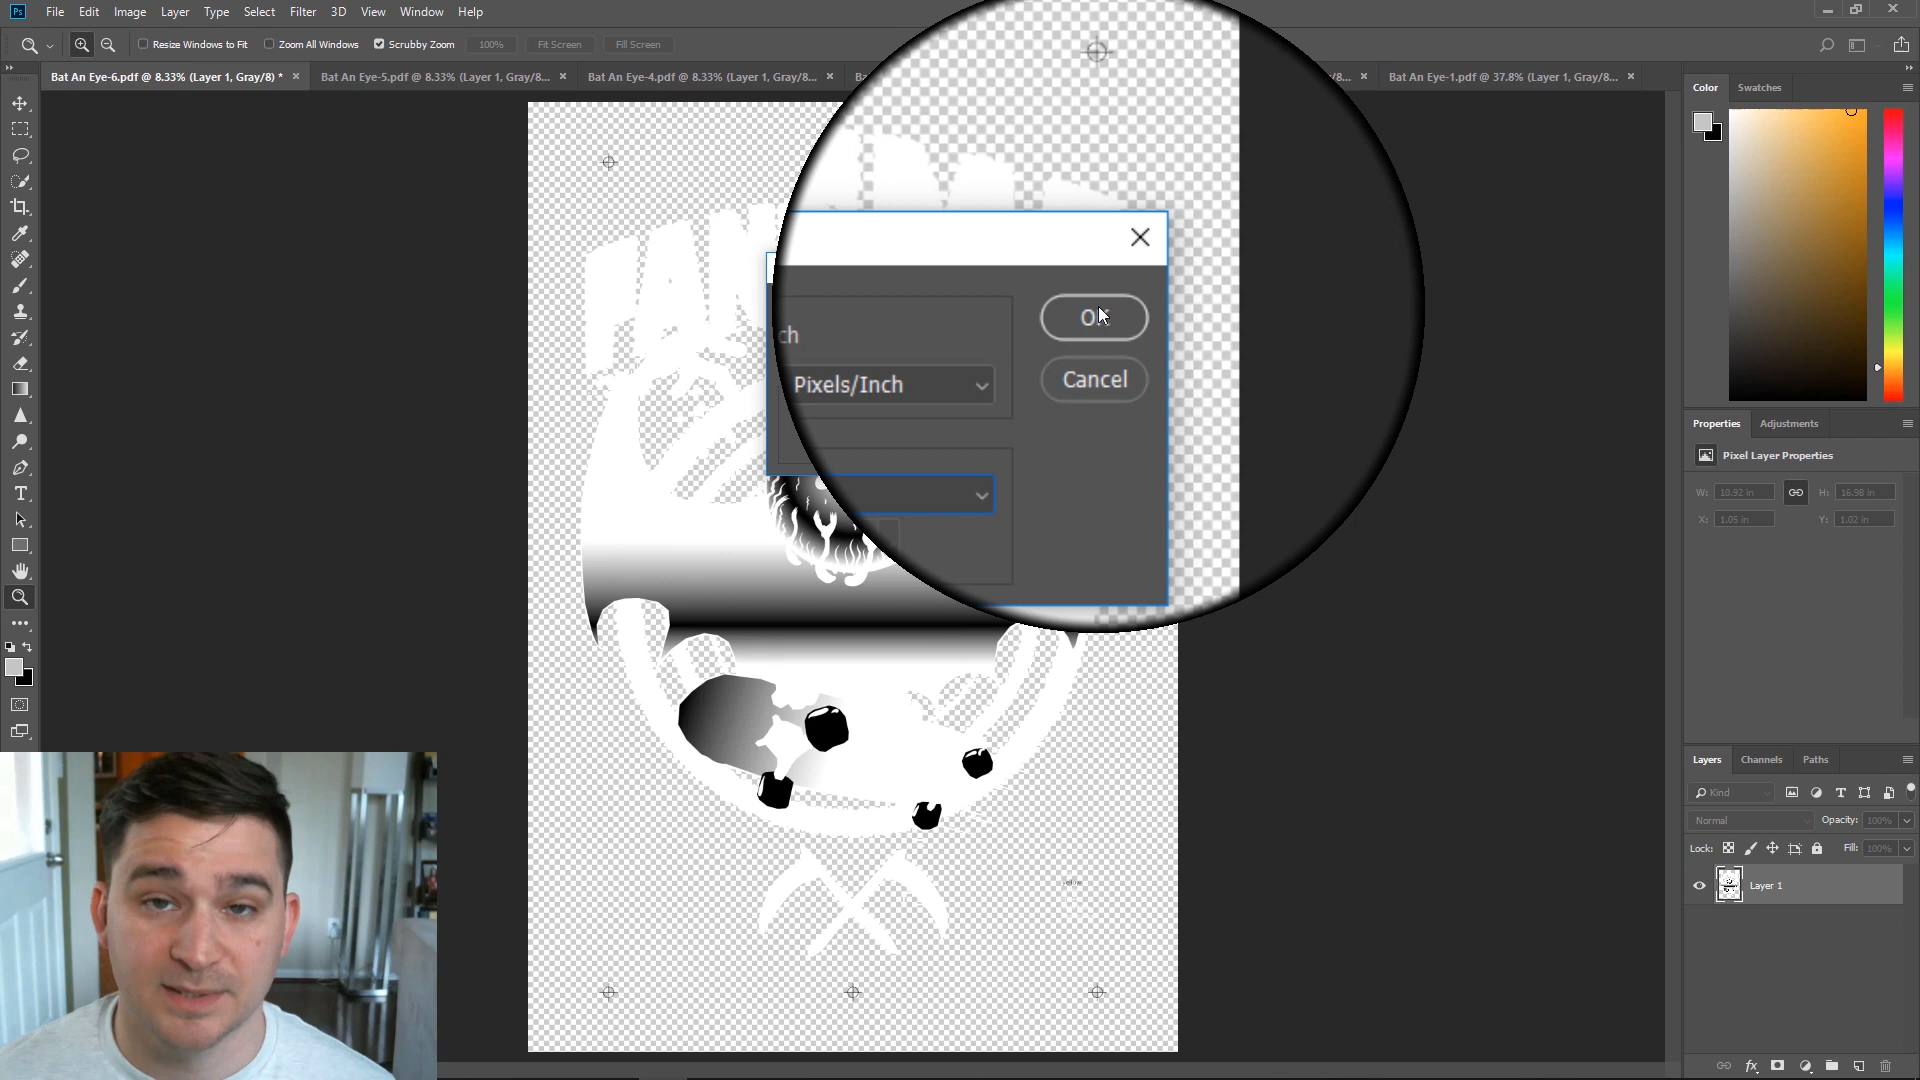 Ps File Edit Image Layer Type Select Filter 3D View Window Help
Resize Windows to Fit Zoom All Windows Scrubby Zoom 100% Fit Screen Fill Screen
Bat An Eye-6.pdf @ 8.33% (Layer 1, Gray/8) * × Bat An Eye-5.pdf @ 8.33% (Layer 1, Gray/8... × Bat An Eye-4.pdf @ 8.33% (Layer 1, Gray/8... × Ba /8... × Bat An Eye-1.pdf @ 37.8% (Layer 1, Gray/8... ×
Color Swatches
ch
OK
Pixels/Inch
Cancel
Properties Adjustments
Pixel Layer Properties
W: 10.92 in H: 16.98 in
X: 1.05 in Y: 1.02 in
yellow
Layers Channels Paths
Kind
Normal Opacity: 100%
Lock: Fill: 100%
Layer 1
fx